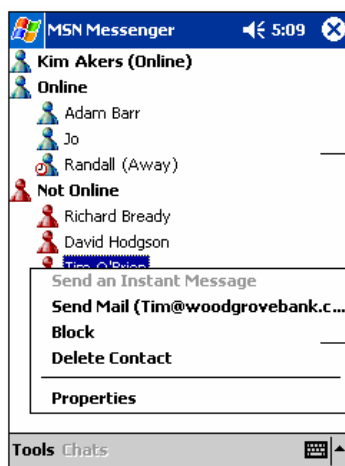 MSN Messenger 5:09
Kim Akers (Online)
Online
Adam Barr
Jo
Randall (Away)
Not Online
Richard Bready
David Hodgson
Tim O'Brien
Send an Instant Message
Send Mail (Tim@woodgrovebank.c...
Block
Delete Contact
Properties
Tools Chats